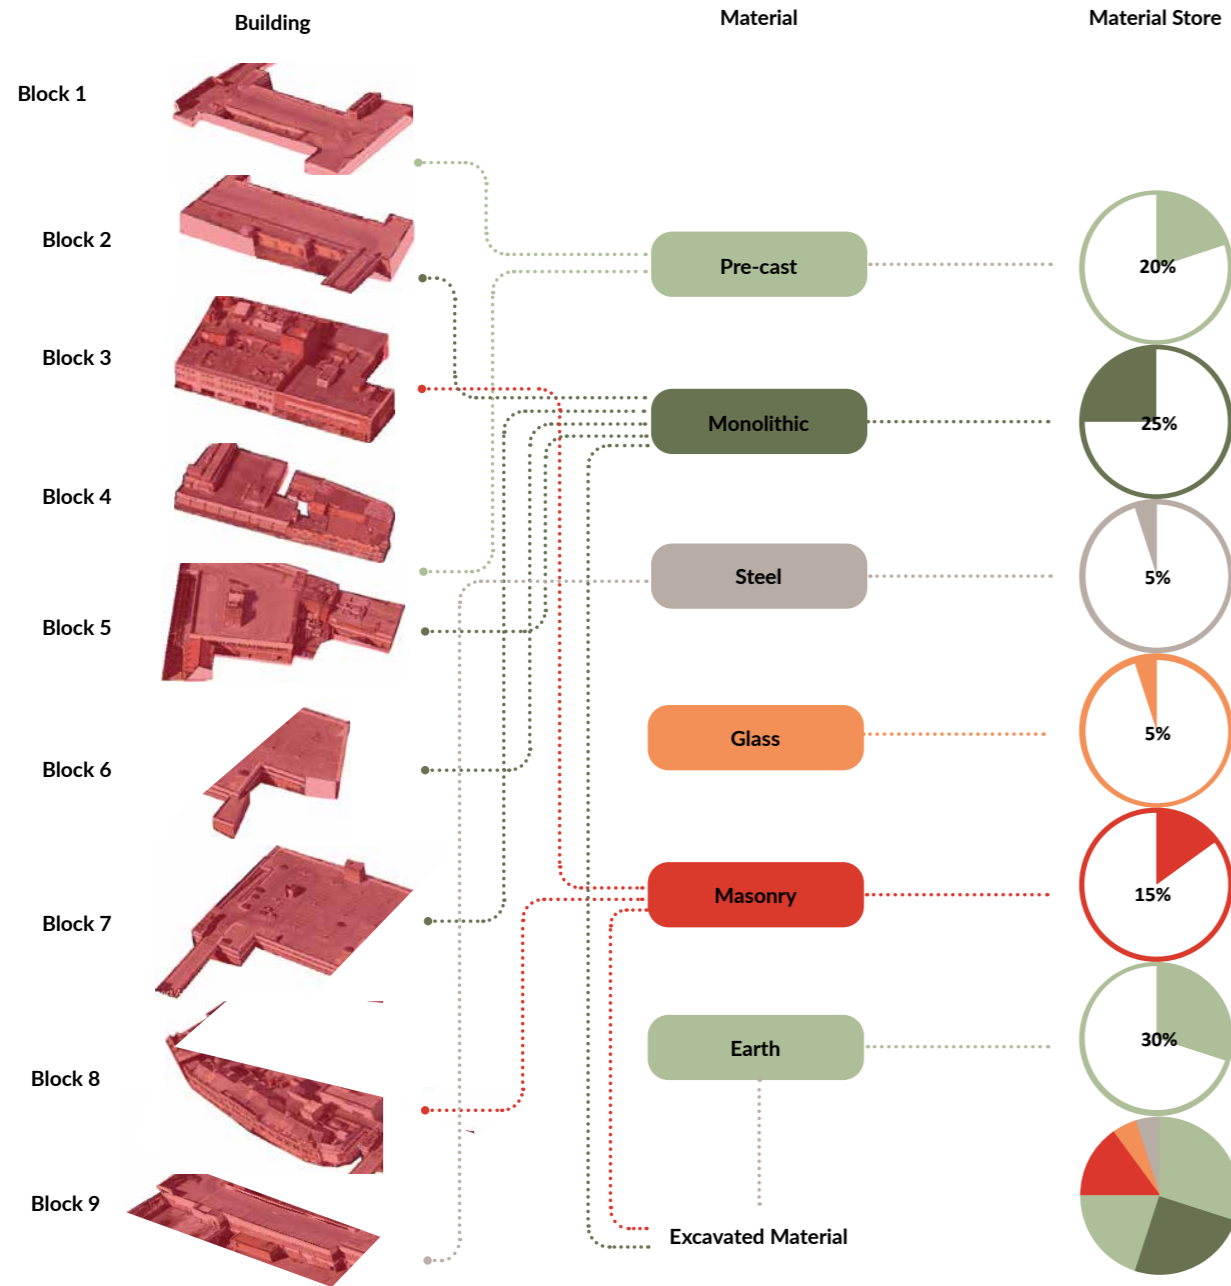 Building
Material
Material Store
Block 1
Block 2
Block 3
Block 4
Block 5
Block 6
Block 7
Block 8
Block 9
Pre-cast
Monolithic
Steel
Glass
Masonry
Earth
Excavated Material
20%
25%
5%
5%
15%
30%